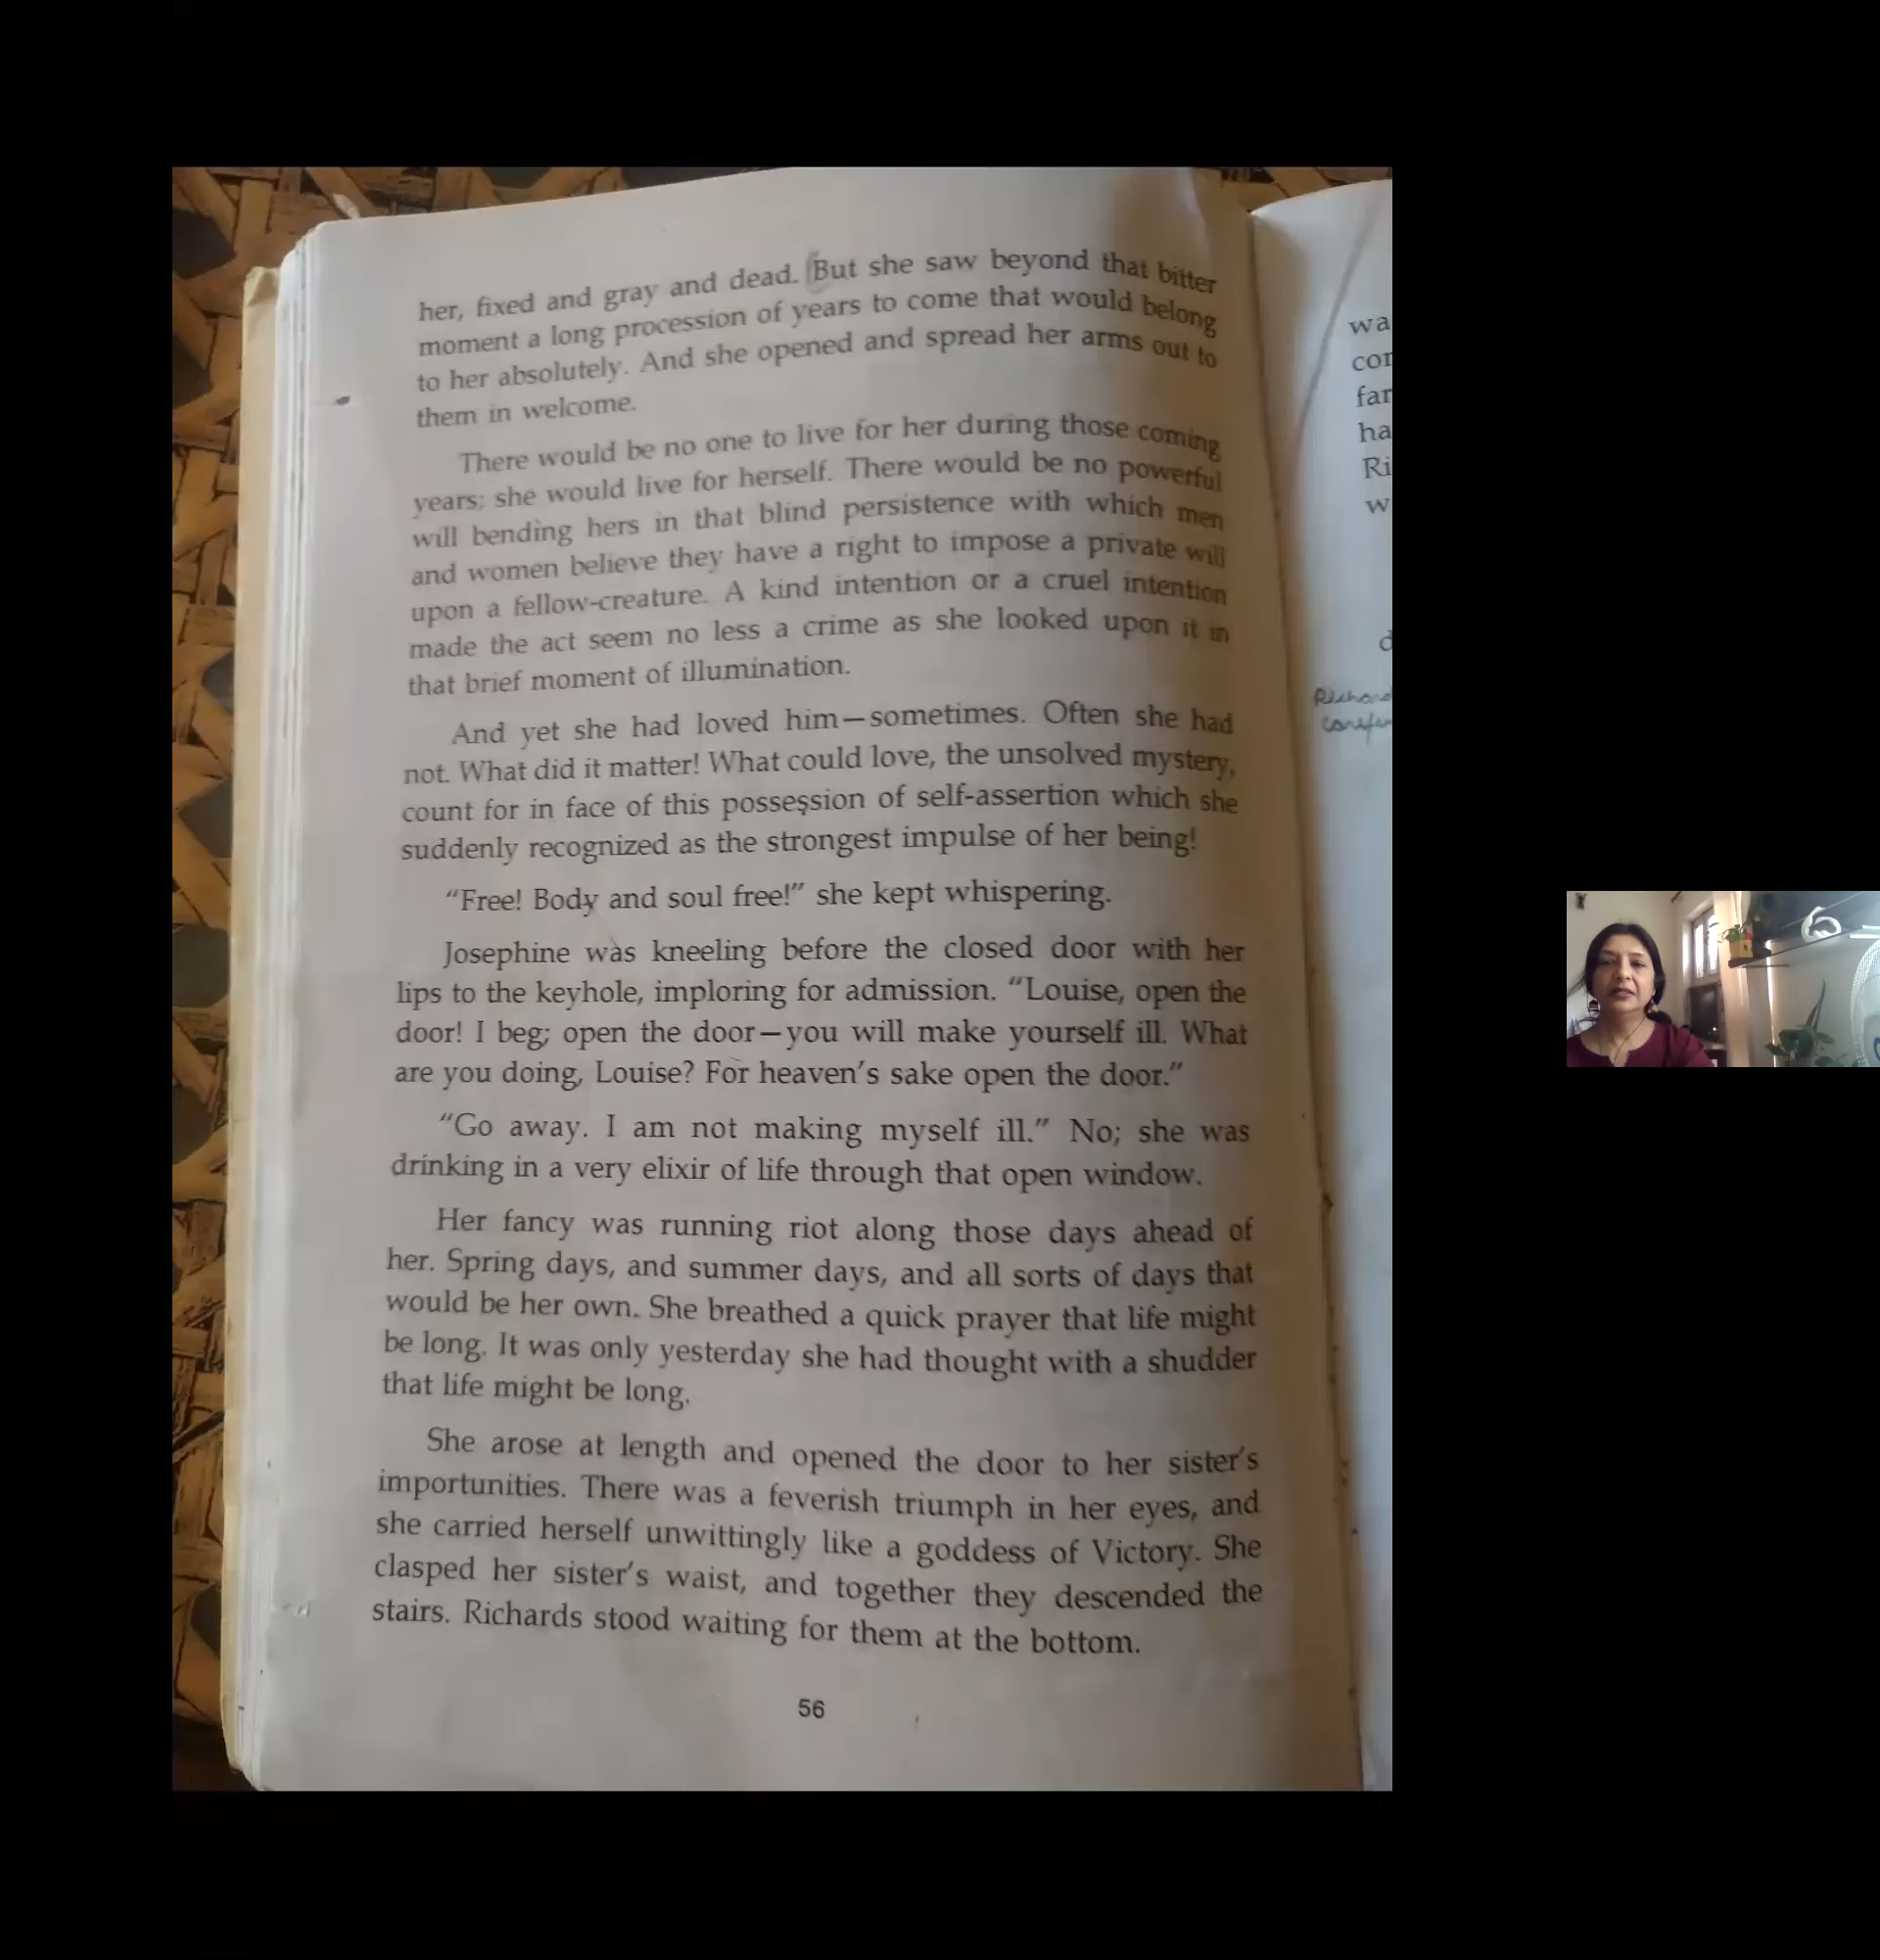 her, fixed and gray and dead. But she saw beyond that bitter
moment a long procession of years to come that would belong
to her absolutely. And she opened and spread her arms out to
them in welcome.
There would be no one to live for her during those coming
years; she would live for herself. There would be no powerful
will bending hers in that blind persistence with which men
and women believe they have a right to impose a private will
upon a fellow-creature. A kind intention or a cruel intention
made the act seem no less a crime as she looked upon it in
that brief moment of illumination.
And yet she had loved him—sometimes. Often she had
not. What did it matter! What could love, the unsolved mystery,
count for in face of this possession of self-assertion which she
suddenly recognized as the strongest impulse of her being!
"Free! Body and soul free!" she kept whispering.
Josephine was kneeling before the closed door with her
lips to the keyhole, imploring for admission. "Louise, open the
door! I beg; open the door—you will make yourself ill. What
are you doing, Louise? For heaven's sake open the door."
"Go away. I am not making myself ill." No; she was
drinking in a very elixir of life through that open window.
Her fancy was running riot along those days ahead of
her. Spring days, and summer days, and all sorts of days that
would be her own. She breathed a quick prayer that life might
be long. It was only yesterday she had thought with a shudder
that life might be long.
She arose at length and opened the door to her sister's
importunities. There was a feverish triumph in her eyes, and
she carried herself unwittingly like a goddess of Victory. She
clasped her sister's waist, and together they descended the
stairs. Richards stood waiting for them at the bottom.
56
wa
con
far
ha
Ri
w